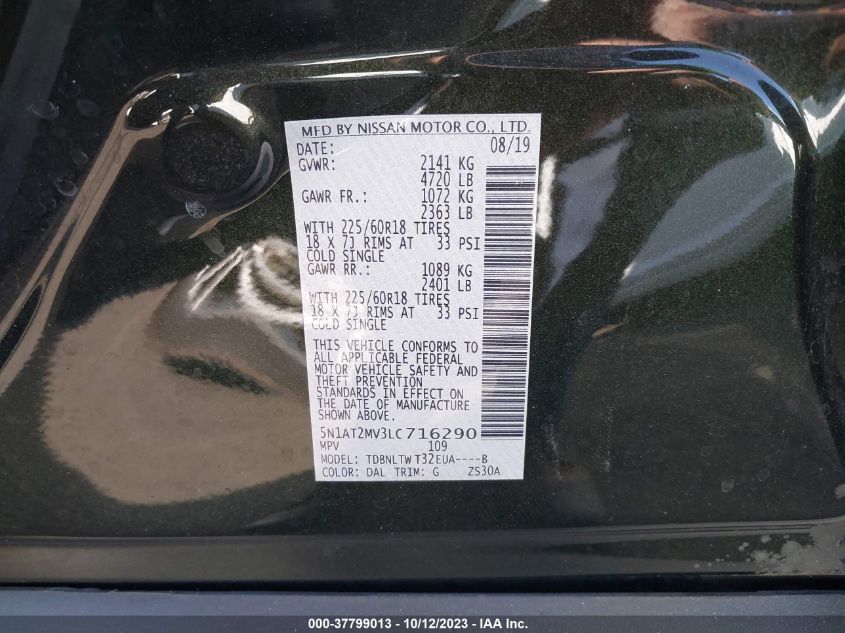 MFD BY NISSAN MOTOR CO., LTD.
DATE: 08/19
GVWR: 2141 KG
4720 LB
GAWR FR.: 1072 KG
2363 LB
WITH 225/60R18 TIRES
18 X 7J RIMS AT 33 PSI
COLD SINGLE
GAWR RR.: 1089 KG
2401 LB
WITH 225/60R18 TIRES
18 X 7J RIMS AT 33 PSI
COLD SINGLE
THIS VEHICLE CONFORMS TO
ALL APPLICABLE FEDERAL
MOTOR VEHICLE SAFETY AND
THEFT PREVENTION
STANDARDS IN EFFECT ON
THE DATE OF MANUFACTURE
SHOWN ABOVE.
5N1AT2MV3LC716290
MPV 109
MODEL: TDBNLTW T32EUA----B
COLOR: DAL TRIM: G ZS30A
000-37799013 - 10/12/2023 - IAA Inc.